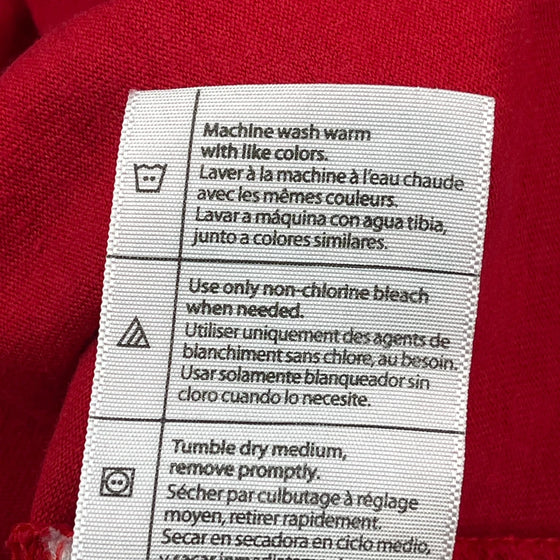 Machine wash warm
with like colors.
Laver à la machine à l'eau chaude
avec les mêmes couleurs.
Lavar a máquina con agua tibia,
junto a colores similares.
Use only non-chlorine bleach
when needed.
Utiliser uniquement des agents de
blanchiment sans chlore, au besoin.
Usar solamente blanqueador sin
cloro cuando lo necesite.
Tumble dry medium,
remove promptly.
Sécher par culbutage à réglage
moyen, retirer rapidement.
Secar en secadora en ciclo medio,
y sacar